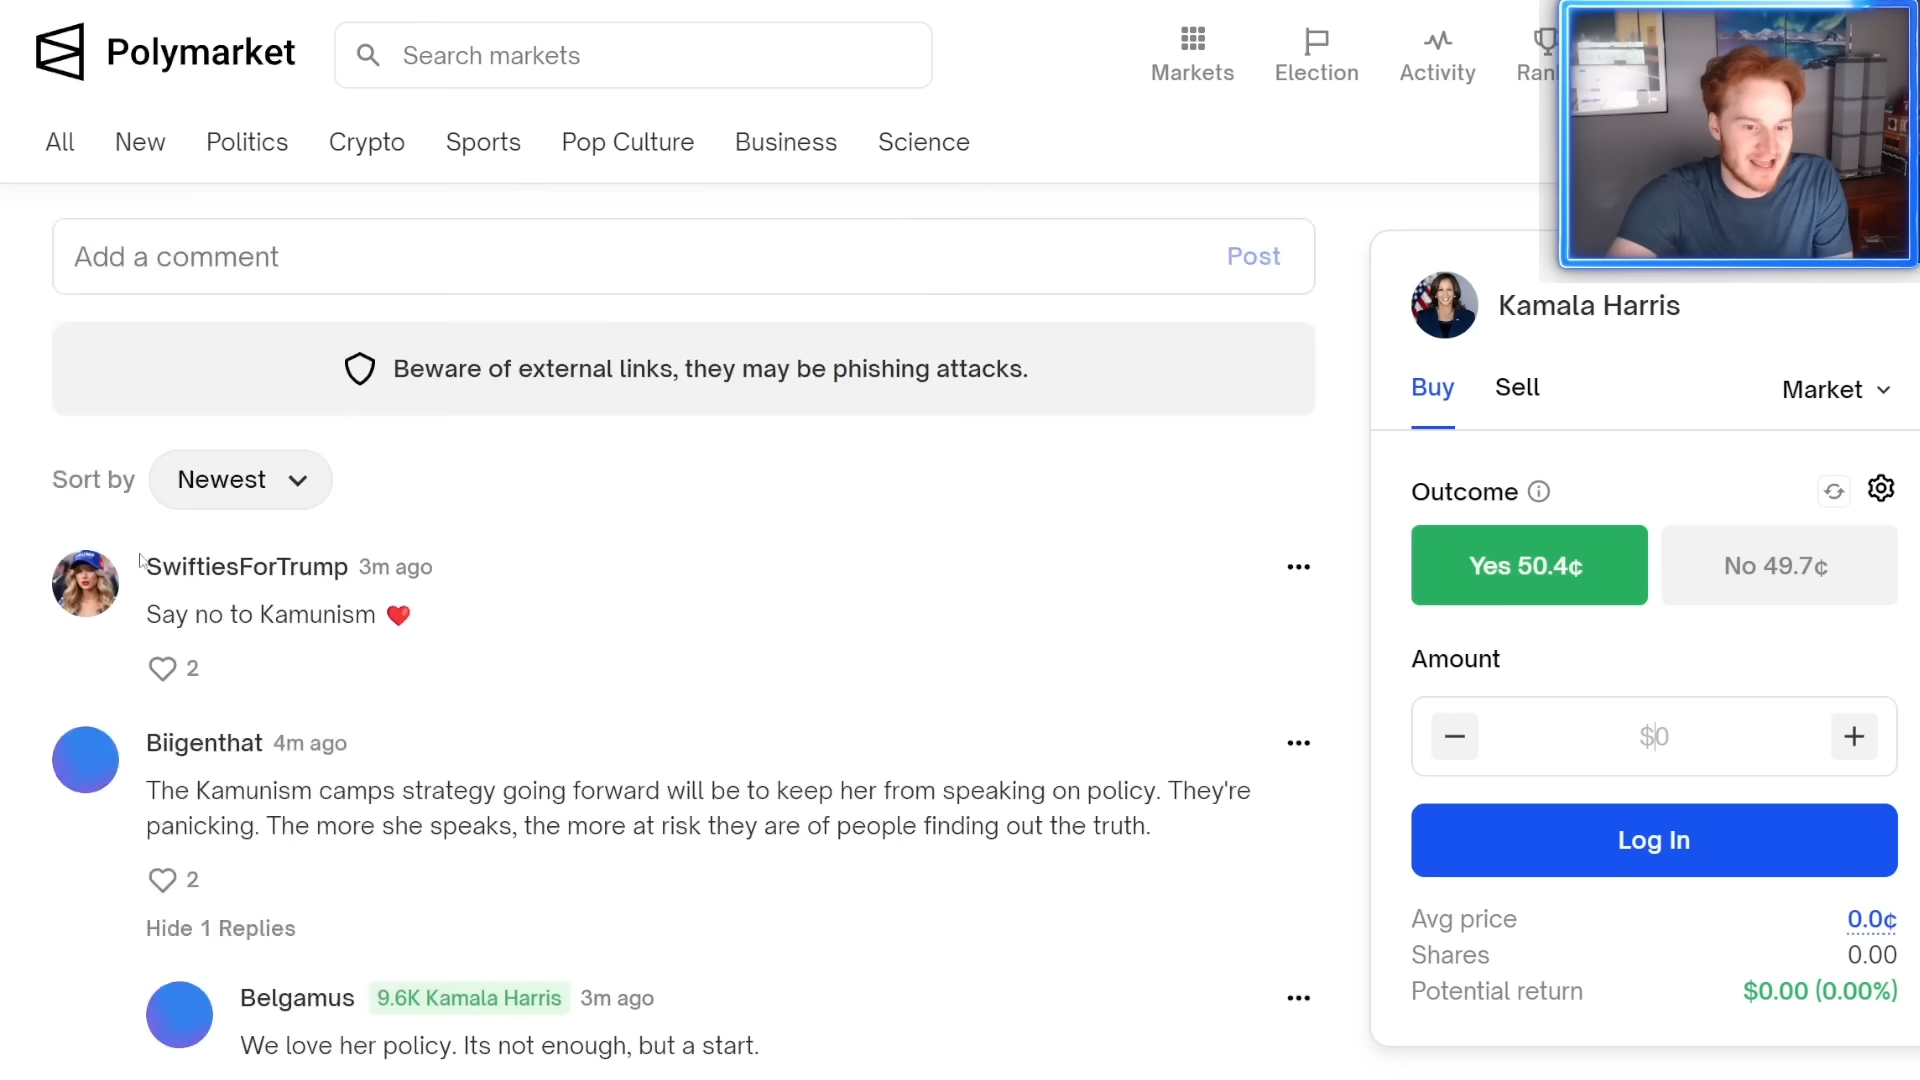 Polymarket
Search markets
Markets
Election
Activity
All
New
Politics
Crypto
Sports
Pop Culture
Business
Science
Add a comment
Post
Beware of external links, they may be phishing attacks.
Sort by
Newest
SwiftiesForTrump 3m ago
Say no to Kamunism ❤️
2
Biigenthat 4m ago
The Kamunism camps strategy going forward will be to keep her from speaking on policy. They're
panicking. The more she speaks, the more at risk they are of people finding out the truth.
2
Hide 1 Replies
Belgamus 9.6K Kamala Harris 3m ago
We love her policy. Its not enough, but a start.
Kamala Harris
Buy
Sell
Market
Outcome
Yes 50.4¢
No 49.7¢
Amount
$0
Log In
Avg price 0.0¢
Shares 0.00
Potential return $0.00 (0.00%)